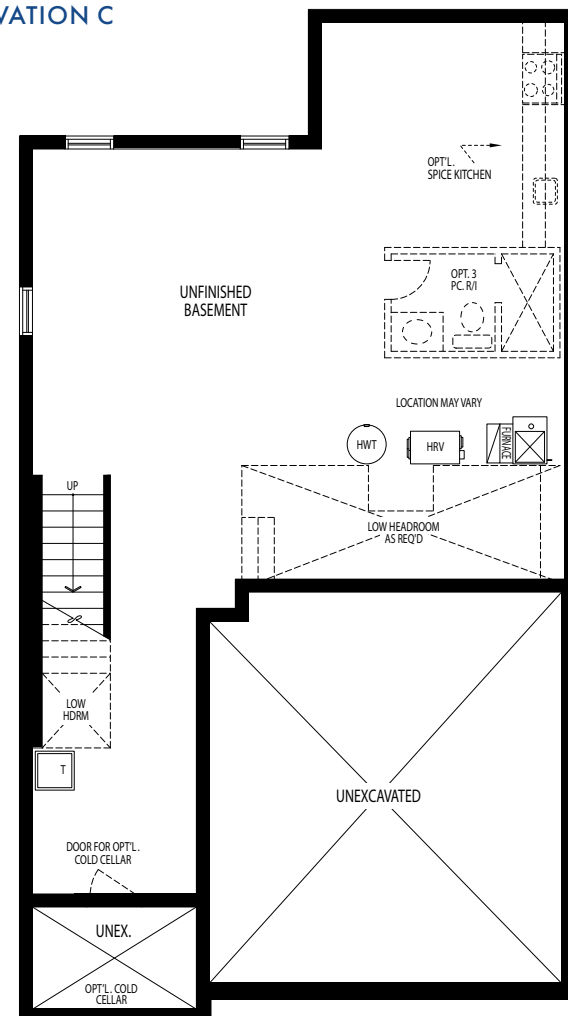 VATION C
OPT'L.
SPICE KITCHEN
UNFINISHED
BASEMENT
OPT. 3
PC. R/I
LOCATION MAY VARY
HWT
HRV
FURNACE
LOW HEADROOM
AS REQ'D
UP
LOW
HDRM
T
UNEXCAVATED
DOOR FOR OPT'L.
COLD CELLAR
UNEX.
OPT'L. COLD
CELLAR